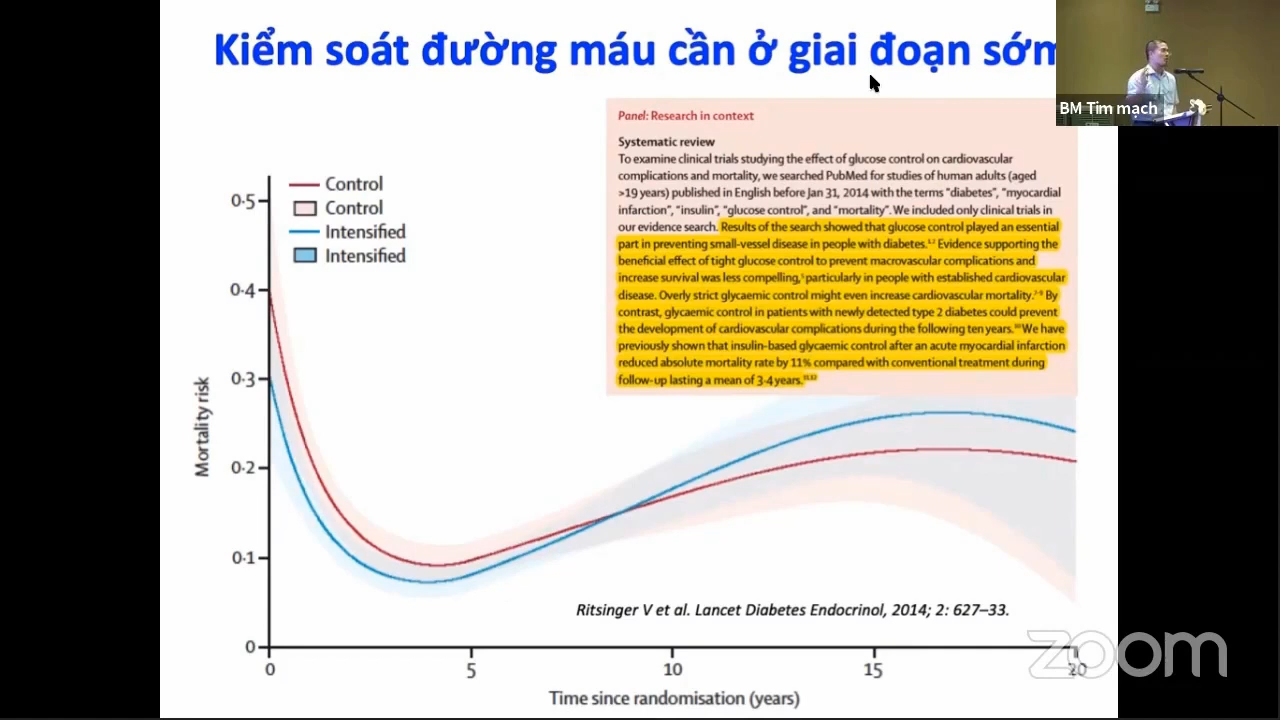 Kiểm soát đường máu cần ở giai đoạn sớm
BM Tim mach
Panel: Research in context
Systematic review
To examine clinical trials studying the effect of glucose control on cardiovascular
complications and mortality, we searched PubMed for studies of human adults (aged
>19 years) published in English before Jan 31, 2014 with the terms "diabetes", "myocardial
infarction", "insulin", "glucose control", and "mortality". We included only clinical trials in
our evidence search. Results of the search showed that glucose control played an essential
part in preventing small-vessel disease in people with diabetes. Evidence supporting the
beneficial effect of tight glucose control to prevent macrovascular complications and
increase survival was less compelling, particularly in people with established cardiovascular
disease. Overly strict glycaemic control might even increase cardiovascular mortality. By
contrast, glycaemic control in patients with newly detected type 2 diabetes could prevent
the development of cardiovascular complications during the following ten years. We have
previously shown that insulin-based glycaemic control after an acute myocardial infarction
reduced absolute mortality rate by 11% compared with conventional treatment during
follow-up lasting a mean of 3·4 years.
Control
Control
Intensified
Intensified
Mortality risk
0·5
0·4
0·3
0·2
0·1
0
Ritsinger V et al. Lancet Diabetes Endocrinol, 2014; 2: 627–33.
0 5 10 15 20
Time since randomisation (years)
zoom